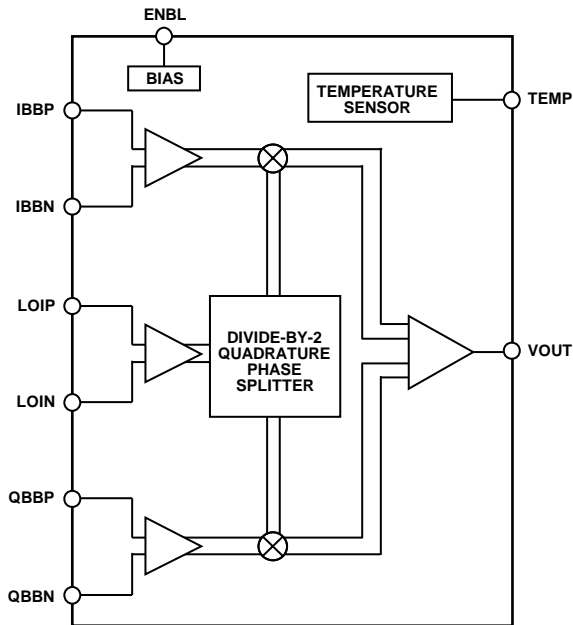 ENBL
BIAS
TEMPERATURE
SENSOR
TEMP
IBBP
IBBN
LOIP
LOIN
DIVIDE-BY-2
QUADRATURE
PHASE
SPLITTER
VOUT
QBBP
QBBN